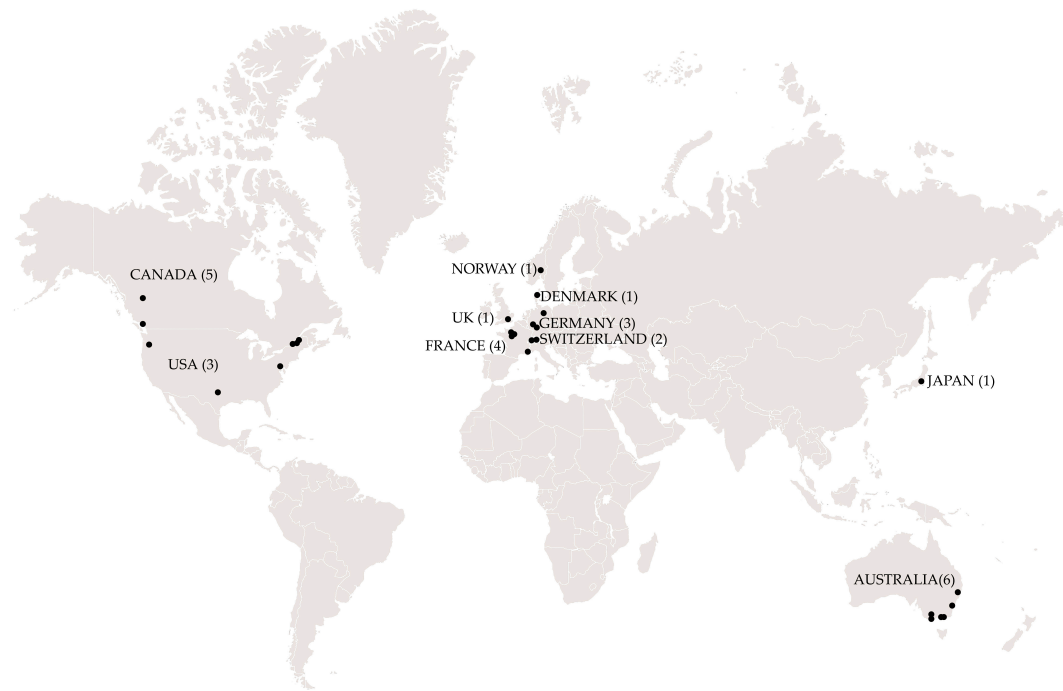 NORWAY (1)
CANADA (5)
DENMARK (1)
UK (1)
GERMANY (3)
SWITZERLAND (2)
FRANCE (4)
USA (3)
JAPAN (1)
AUSTRALIA(6)